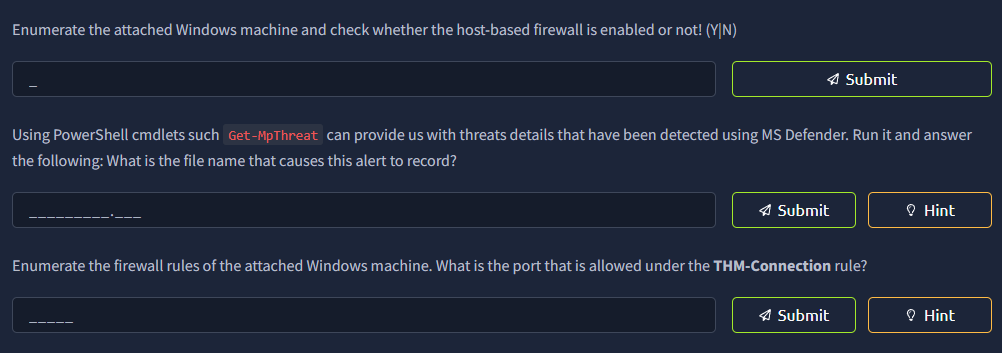 Enumerate the attached Windows machine and check whether the host-based firewall is enabled or not! (Y|N)
_
Submit
Using PowerShell cmdlets such Get-MpThreat can provide us with threats details that have been detected using MS Defender. Run it and answer
the following: What is the file name that causes this alert to record?
_________.___
Submit
Hint
Enumerate the firewall rules of the attached Windows machine. What is the port that is allowed under the THM-Connection rule?
_____
Submit
Hint